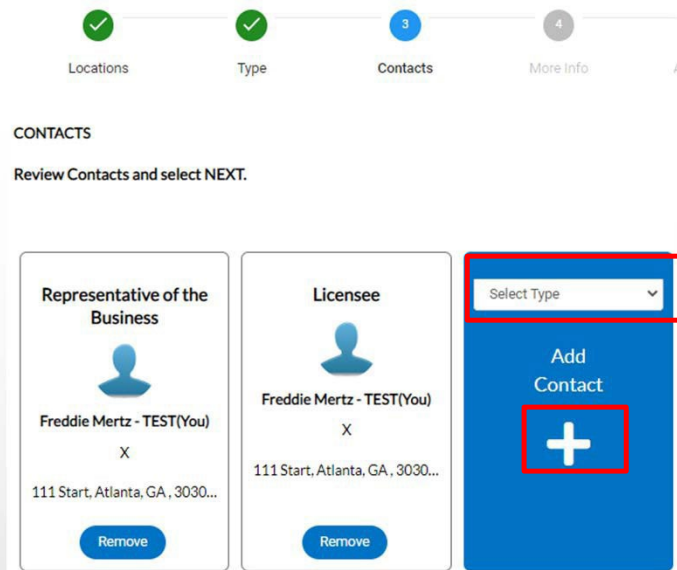 3
4
Locations
Type
Contacts
More Info
CONTACTS
Review Contacts and select NEXT.
Representative of the
Business
Freddie Mertz - TEST(You)
X
111 Start, Atlanta, GA , 3030...
Remove
Licensee
Freddie Mertz - TEST(You)
X
111 Start, Atlanta, GA , 3030...
Remove
Select Type
Add
Contact